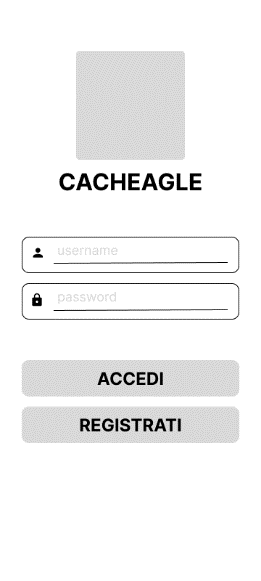 CACHEAGLE
username
password
ACCEDI
REGISTRATI